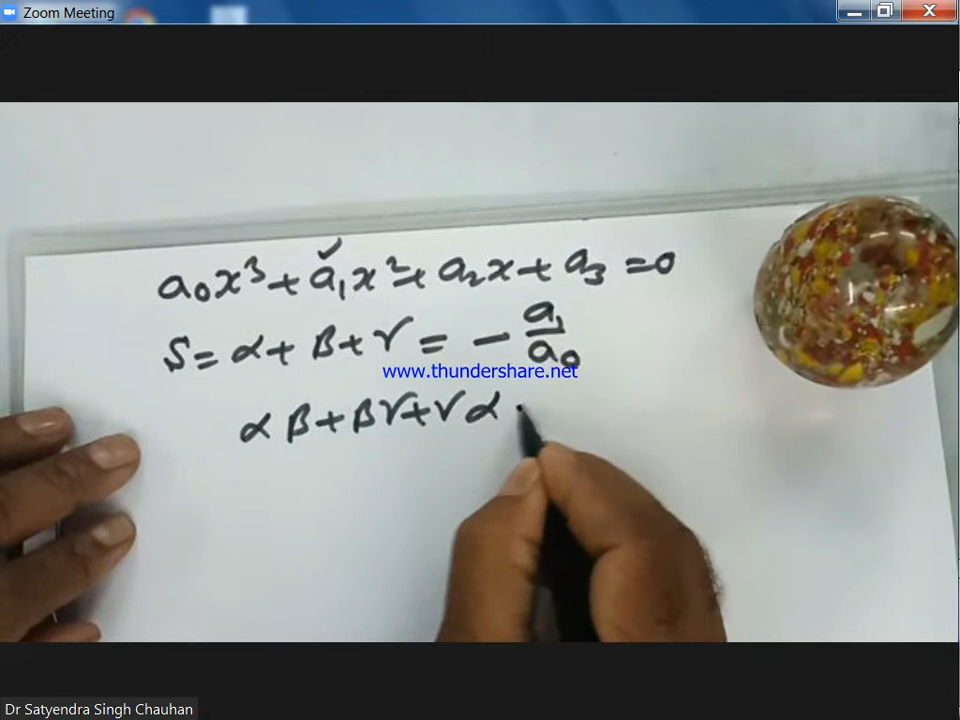 Zoom Meeting
a₀x³ + a₁x² + a₂x + a₃ = 0
S = α + β + γ = - a₁/a₀
www.thundershare.net
αβ + βγ + γα
Dr Satyendra Singh Chauhan